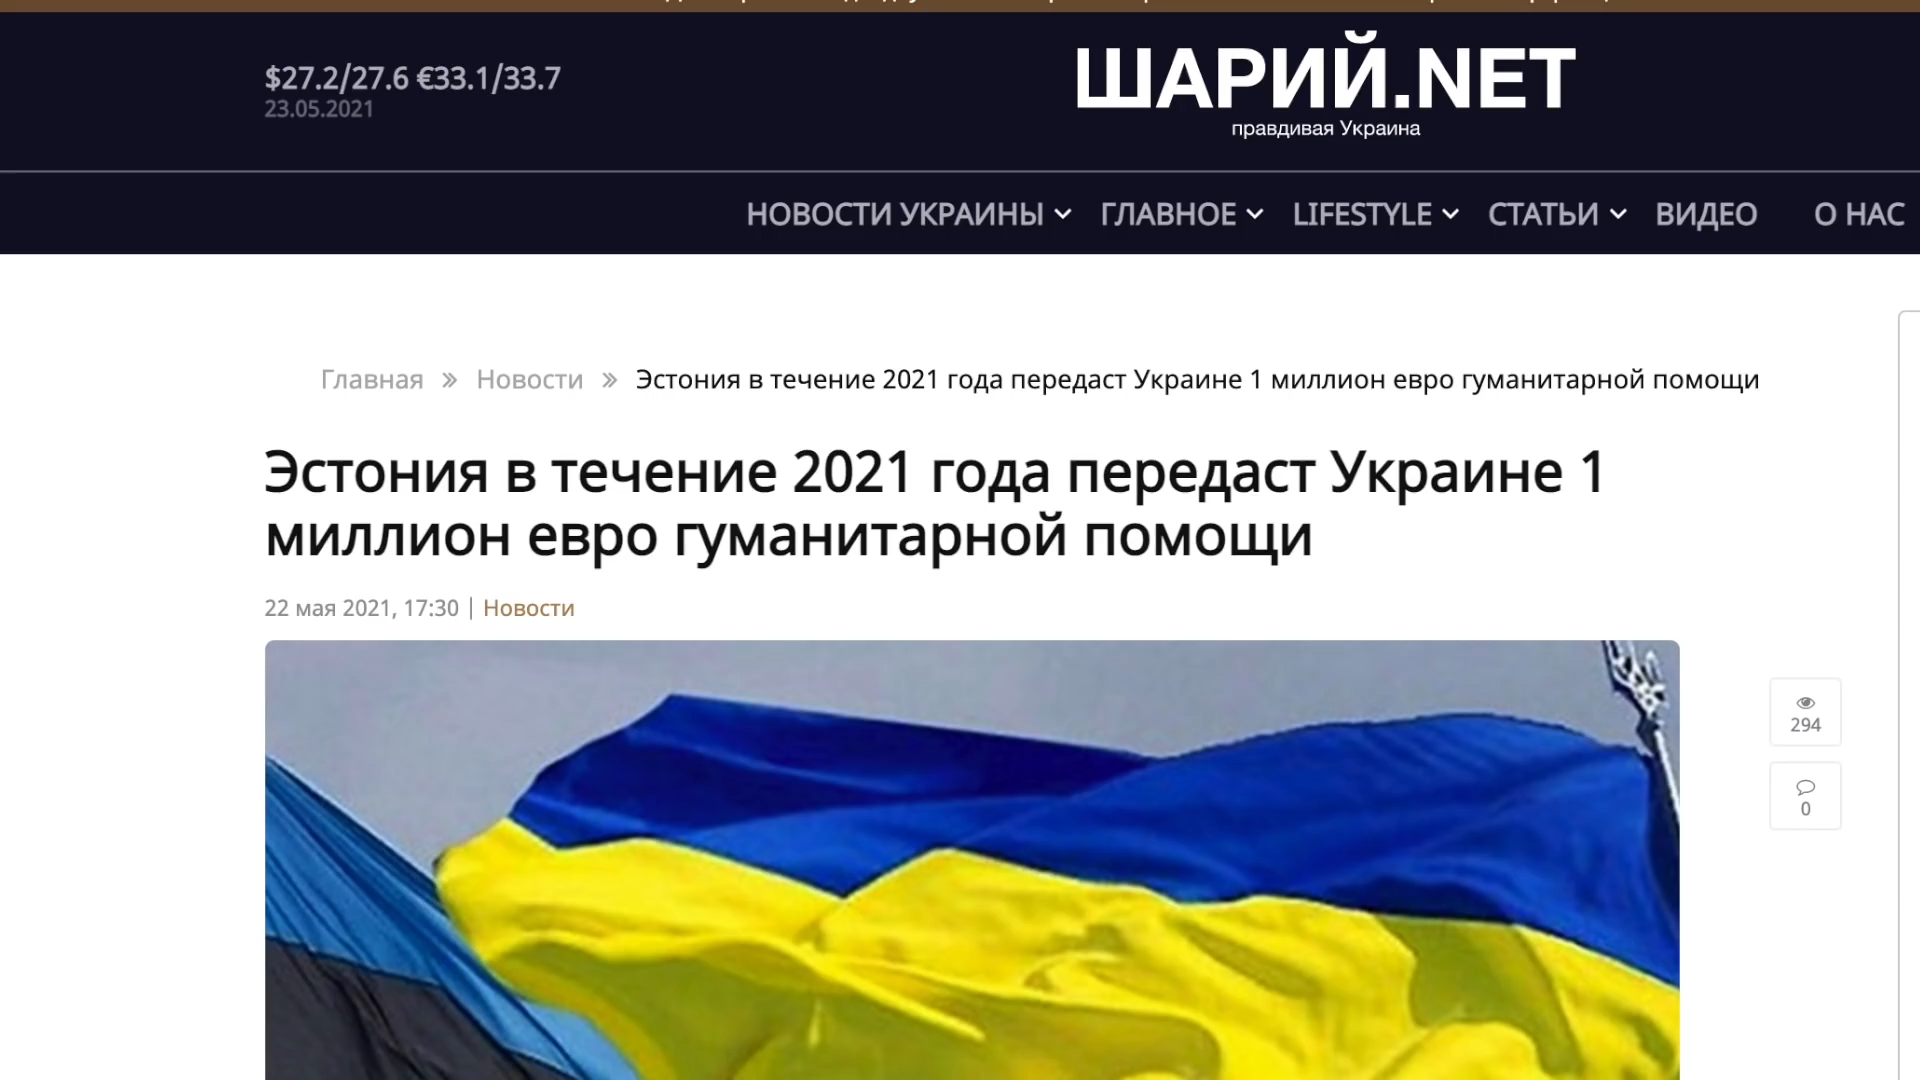 $27.2/27.6 €33.1/33.7
23.05.2021
ШАРИЙ.NET
правдивая Украина
НОВОСТИ УКРАИНЫ ГЛАВНОЕ LIFESTYLE СТАТЬИ ВИДЕО О НАС
Главная » Новости » Эстония в течение 2021 года передаст Украине 1 миллион евро гуманитарной помощи
Эстония в течение 2021 года передаст Украине 1
миллион евро гуманитарной помощи
22 мая 2021, 17:30 | Новости
294
0